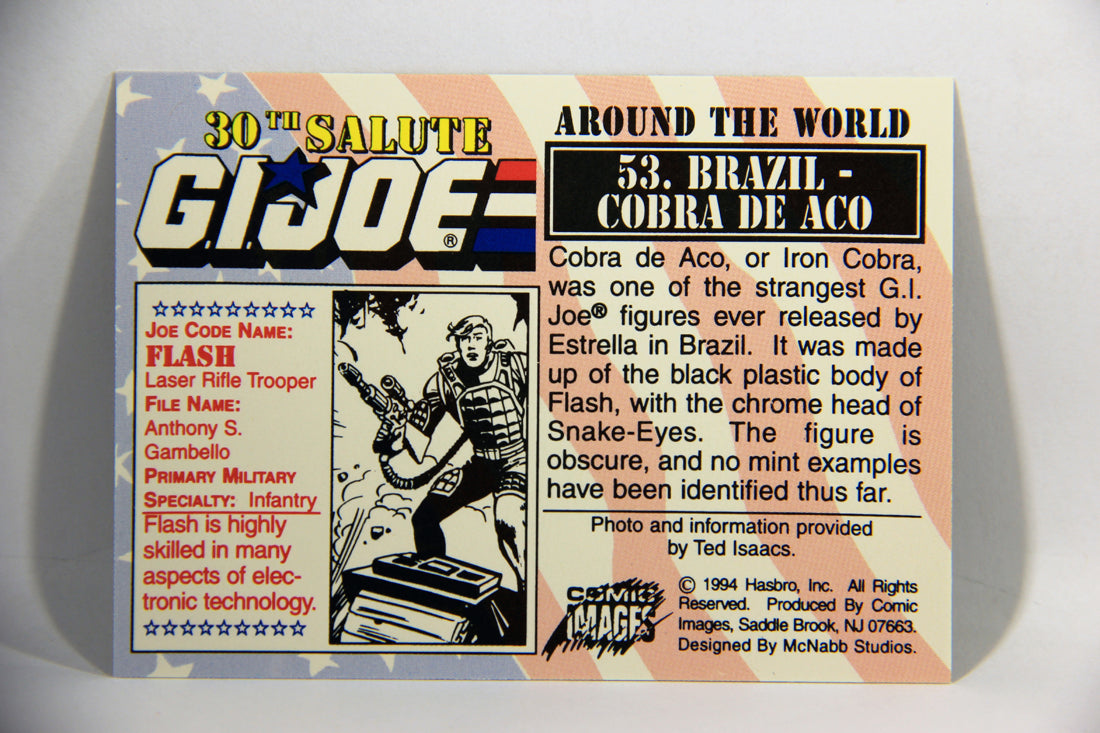 30TH SALUTE
G.I. JOE®
☆☆☆☆☆☆☆☆☆
JOE CODE NAME:
FLASH
Laser Rifle Trooper
FILE NAME:
Anthony S.
Gambello
PRIMARY MILITARY
SPECIALTY: Infantry
Flash is highly
skilled in many
aspects of elec-
tronic technology.
☆☆☆☆☆☆☆☆☆
AROUND THE WORLD
53. BRAZIL -
COBRA DE ACO
Cobra de Aco, or Iron Cobra,
was one of the strangest G.I.
Joe® figures ever released by
Estrella in Brazil. It was made
up of the black plastic body of
Flash, with the chrome head of
Snake-Eyes. The figure is
obscure, and no mint examples
have been identified thus far.
Photo and information provided
by Ted Isaacs.
COMIC
IMAGES
© 1994 Hasbro, Inc. All Rights
Reserved. Produced By Comic
Images, Saddle Brook, NJ 07663.
Designed By McNabb Studios.